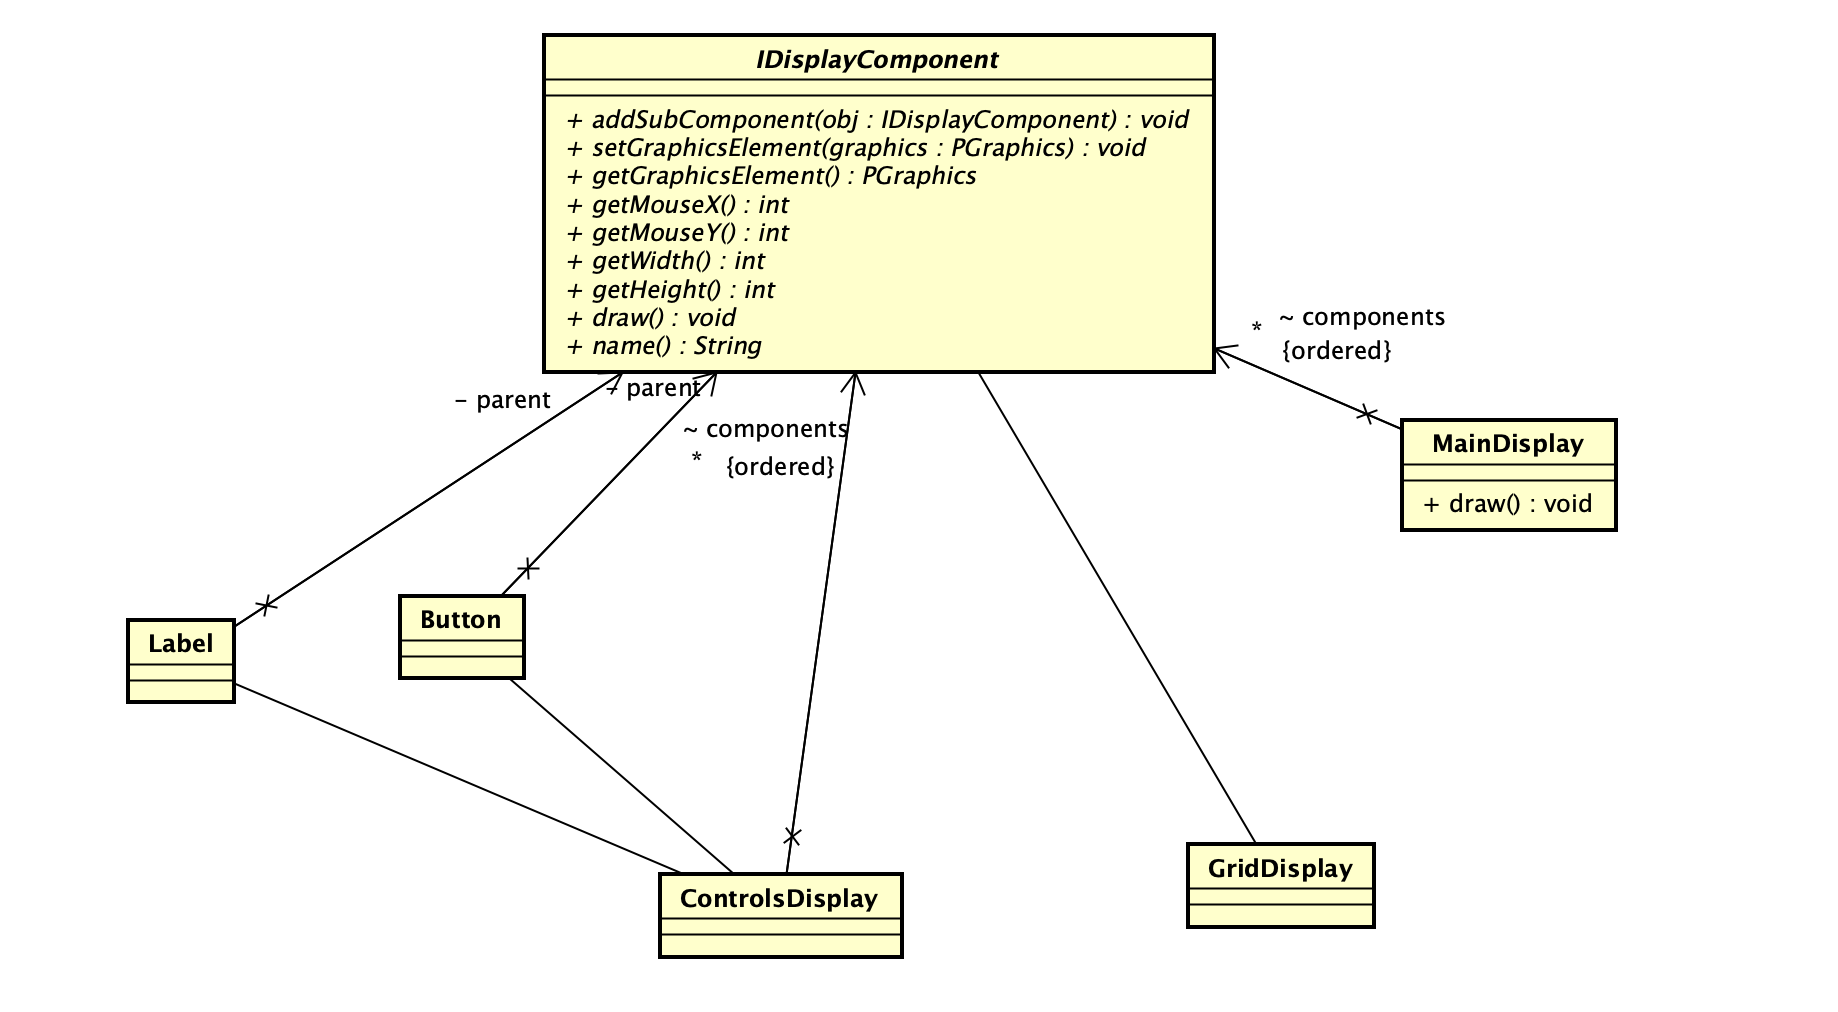 IDisplayComponent
+ addSubComponent(obj : IDisplayComponent) : void
+ setGraphicsElement(graphics : PGraphics) : void
+ getGraphicsElement() : PGraphics
+ getMouseX() : int
+ getMouseY() : int
+ getWidth() : int
+ getHeight() : int
+ draw() : void
+ name() : String
* ~ components
{ordered}
- parent
- parent
~ components
* {ordered}
MainDisplay
+ draw() : void
Label
Button
ControlsDisplay
GridDisplay